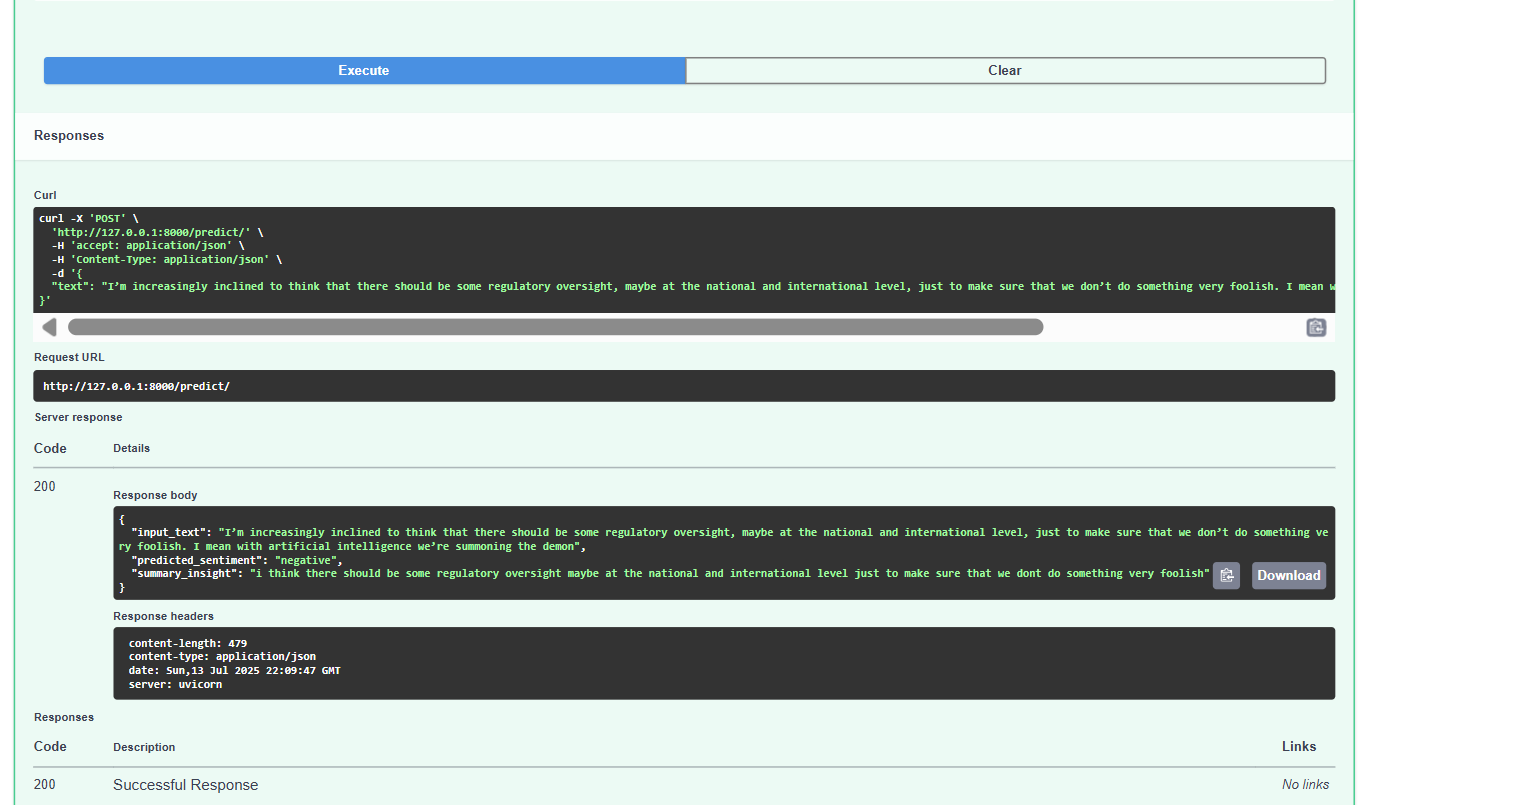 Execute
Clear
Responses
Curl
curl -X 'POST' \
'http://127.0.0.1:8000/predict/' \
-H 'accept: application/json' \
-H 'Content-Type: application/json' \
-d '{
"text": "I’m increasingly inclined to think that there should be some regulatory oversight, maybe at the national and international level, just to make sure that we don’t do something very foolish. I mean w
}'
Request URL
http://127.0.0.1:8000/predict/
Server response
Code Details
200
Response body
{
"input_text": "I’m increasingly inclined to think that there should be some regulatory oversight, maybe at the national and international level, just to make sure that we don’t do something ve
ry foolish. I mean with artificial intelligence we’re summoning the demon",
"predicted_sentiment": "negative",
"summary_insight": "i think there should be some regulatory oversight maybe at the national and international level just to make sure that we dont do something very foolish"
}
Download
Response headers
content-length: 479
content-type: application/json
date: Sun,13 Jul 2025 22:09:47 GMT
server: uvicorn
Responses
Code Description Links
200 Successful Response No links